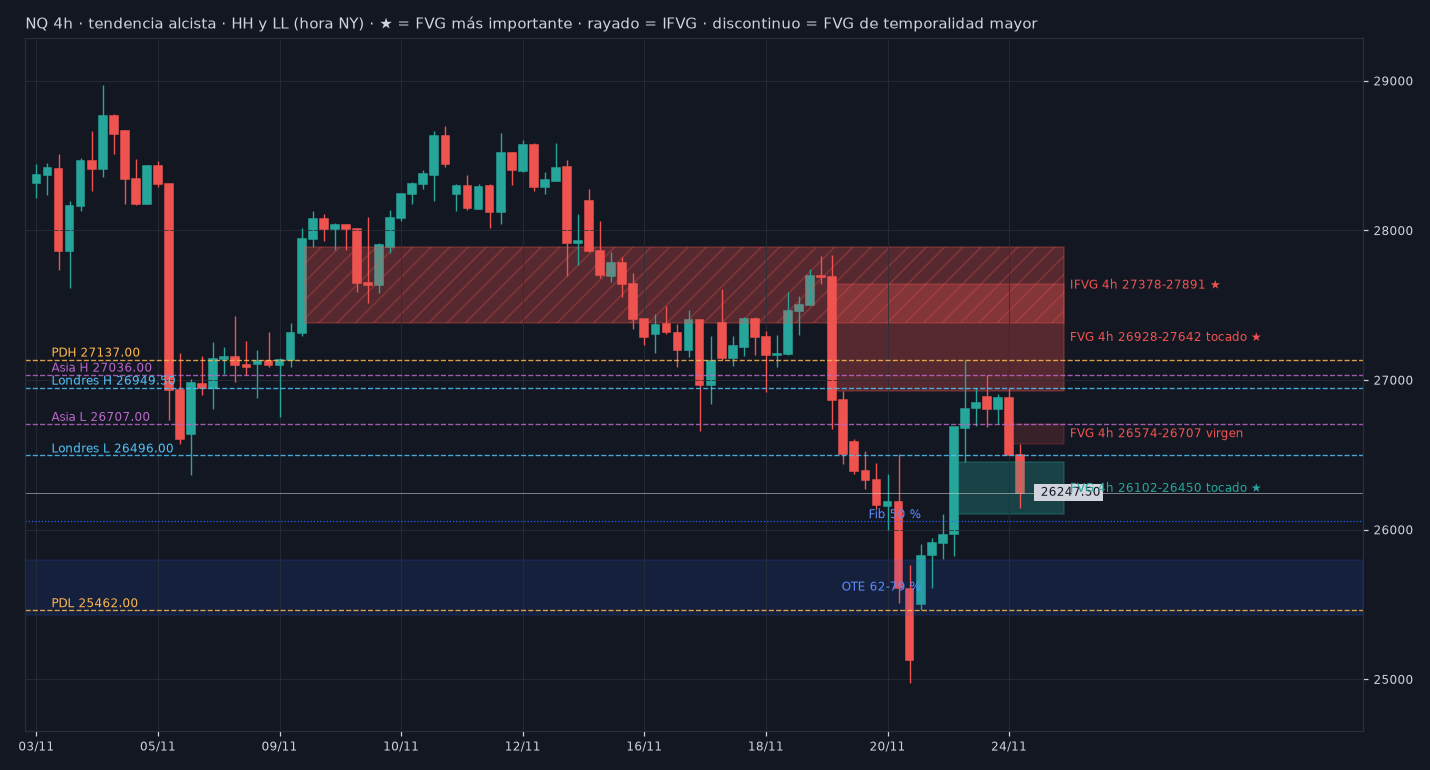 NQ 4h · tendencia alcista · HH y LL (hora NY) · ★ = FVG más importante · rayado = IFVG · discontinuo = FVG de temporalidad mayor
29000
28000
IFVG 4h 27378-27891 ★
FVG 4h 26928-27642 tocado ★
PDH 27137.00
Asia H 27036.00
Londres H 26949.50
27000
Asia L 26707.00
FVG 4h 26574-26707 virgen
Londres L 26496.00
FVG 4h 26102-26450 tocado ★
26247.50
Fib 50 %
26000
OTE 62-79 %
PDL 25462.00
25000
03/11
05/11
09/11
10/11
12/11
16/11
18/11
20/11
24/11